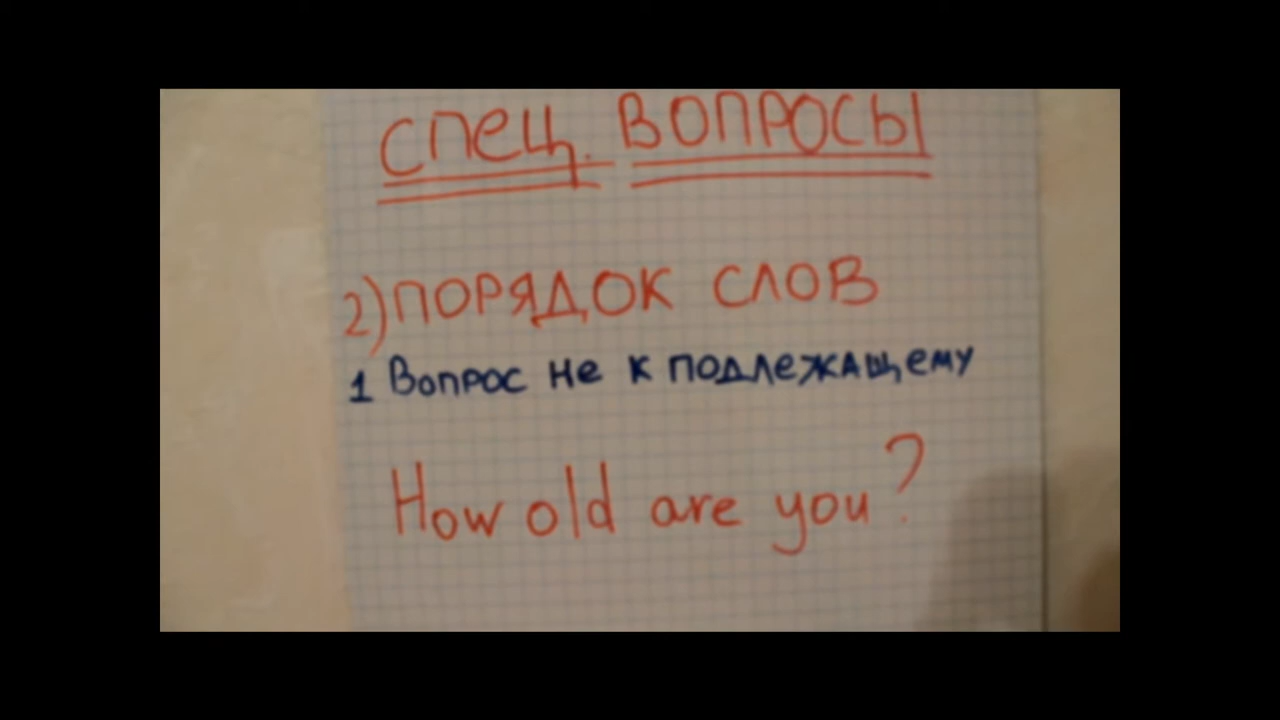 СПЕЦ. ВОПРОСЫ
2) ПОРЯДОК СЛОВ
1 Вопрос не к подлежащему
How old are you?